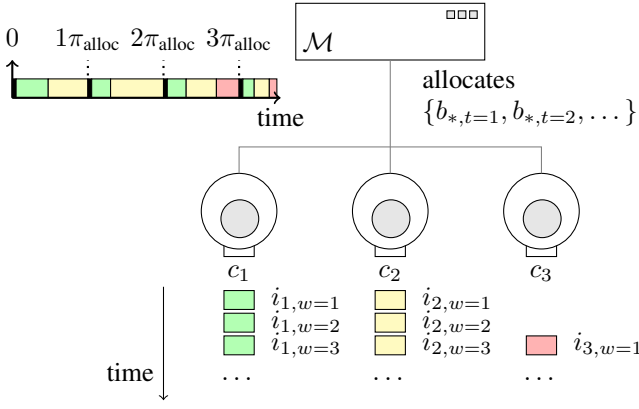 0 1π_alloc 2π_alloc 3π_alloc
ℳ
time
allocates
{b_{*,t=1}, b_{*,t=2}, ... }
c_1 c_2 c_3
i_{1,w=1} i_{2,w=1}
i_{1,w=2} i_{2,w=2}
i_{1,w=3} i_{2,w=3} i_{3,w=1}
time ... ... ...